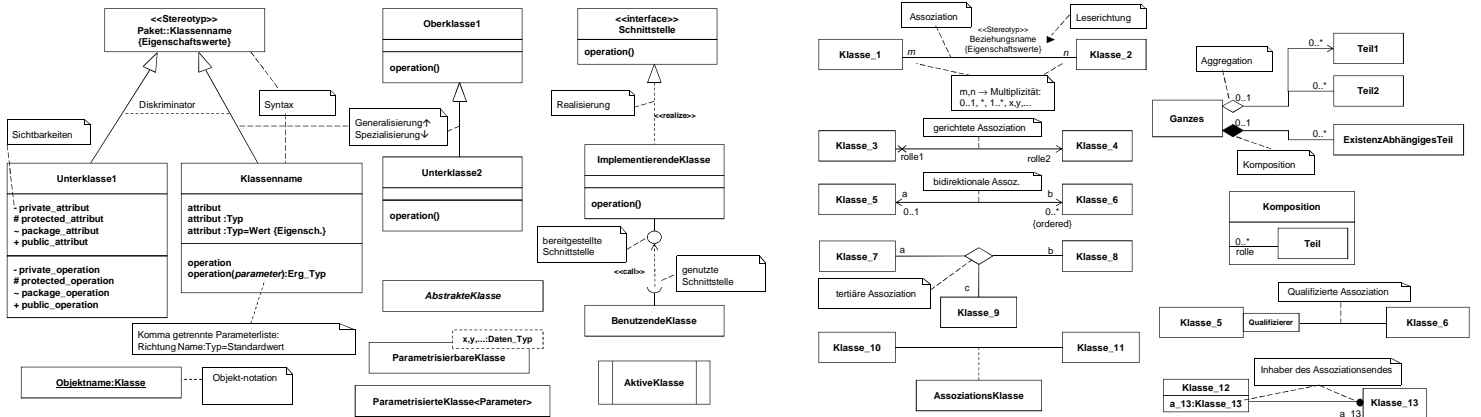 <<Stereotyp>>
Paket::Klassenname
{Eigenschaftswerte}
Diskriminator
Syntax
Sichtbarkeiten
Unterklasse1
- private_attribut
# protected_attribut
~ package_attribut
+ public_attribut
- private_operation
# protected_operation
~ package_operation
+ public_operation
Klassenname
attribut
attribut :Typ
attribut :Typ=Wert {Eigensch.}
operation
operation(parameter):Erg_Typ
Komma getrennte Parameterliste:
Richtung Name:Typ=Standardwert
Objektname:Klasse
Objekt-notation
Oberklasse1
operation()
Generalisierung↑
Spezialisierung↓
Unterklasse2
operation()
AbstrakteKlasse
x,y,...:Daten_Typ
ParametrisierbareKlasse
ParametrisierteKlasse<Parameter>
<<interface>>
Schnittstelle
operation()
Realisierung
<<realize>>
ImplementierendeKlasse
operation()
bereitgestellte
Schnittstelle
<<call>>
genutzte
Schnittstelle
BenutzendeKlasse
AktiveKlasse
Assoziation
Leserichtung
<<Stereotyp>>
Beziehungsname
{Eigenschaftswerte}
Klasse_1
m
n
Klasse_2
m,n → Multiplizität:
0..1, *, 1..*, x,y,...
gerichtete Assoziation
Klasse_3
rolle1
rolle2
Klasse_4
bidirektionale Assoz.
Klasse_5
a
0..1
b
0..*
{ordered}
Klasse_6
Klasse_7
a
b
Klasse_8
tertiäre Assoziation
c
Klasse_9
Klasse_10
Klasse_11
AssoziationsKlasse
Aggregation
0..*
Teil1
0..*
Teil2
Ganzes
0..1
0..1
0..*
ExistenzAbhängigesTeil
Komposition
Komposition
0..*
rolle
Teil
Qualifizierte Assoziation
Klasse_5
Qualifizierer
Klasse_6
Inhaber des Assoziationsendes
Klasse_12
a_13:Klasse_13
a_13
Klasse_13